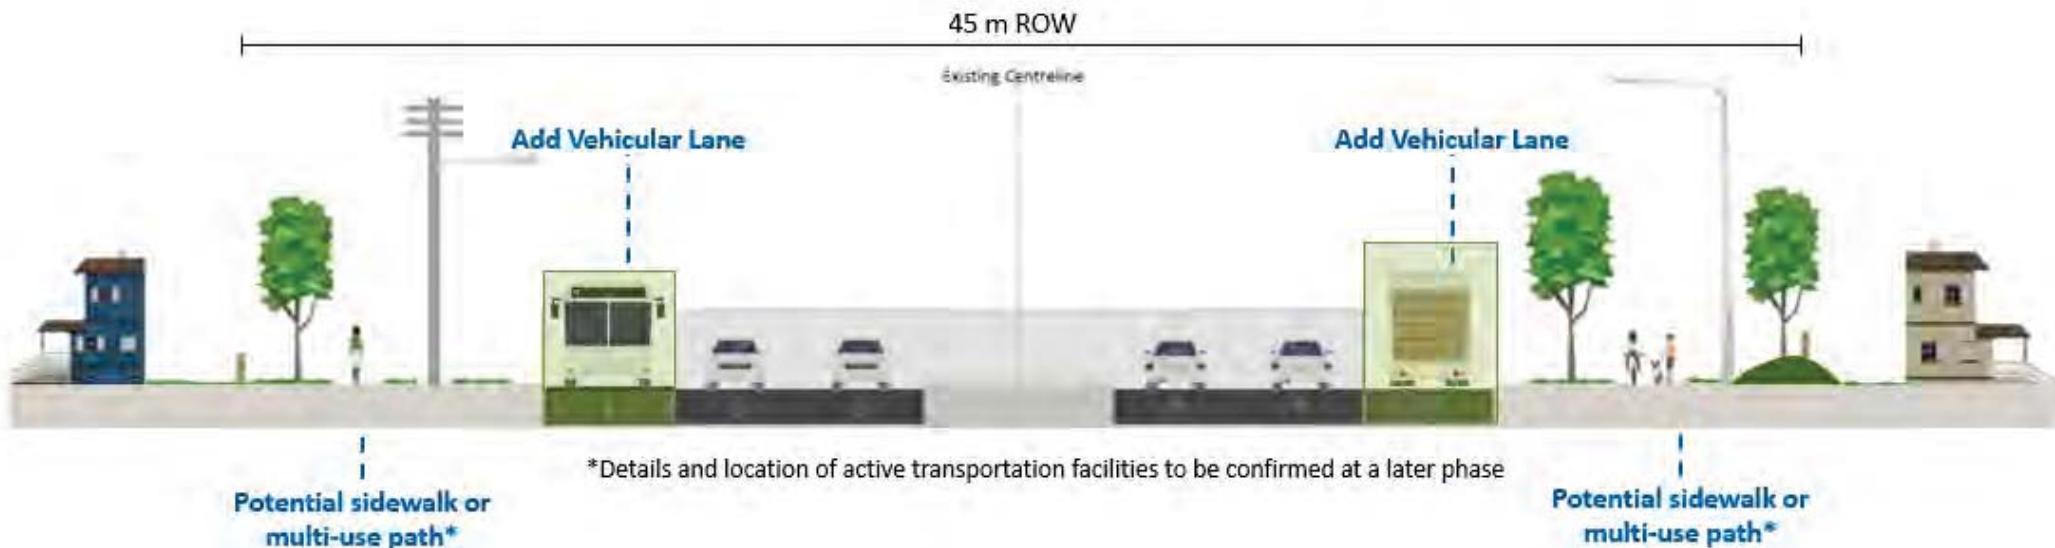 45 m ROW
Existing Centreline
Add Vehicular Lane
Add Vehicular Lane
*Details and location of active transportation facilities to be confirmed at a later phase
Potential sidewalk or
multi-use path*
Potential sidewalk or
multi-use path*